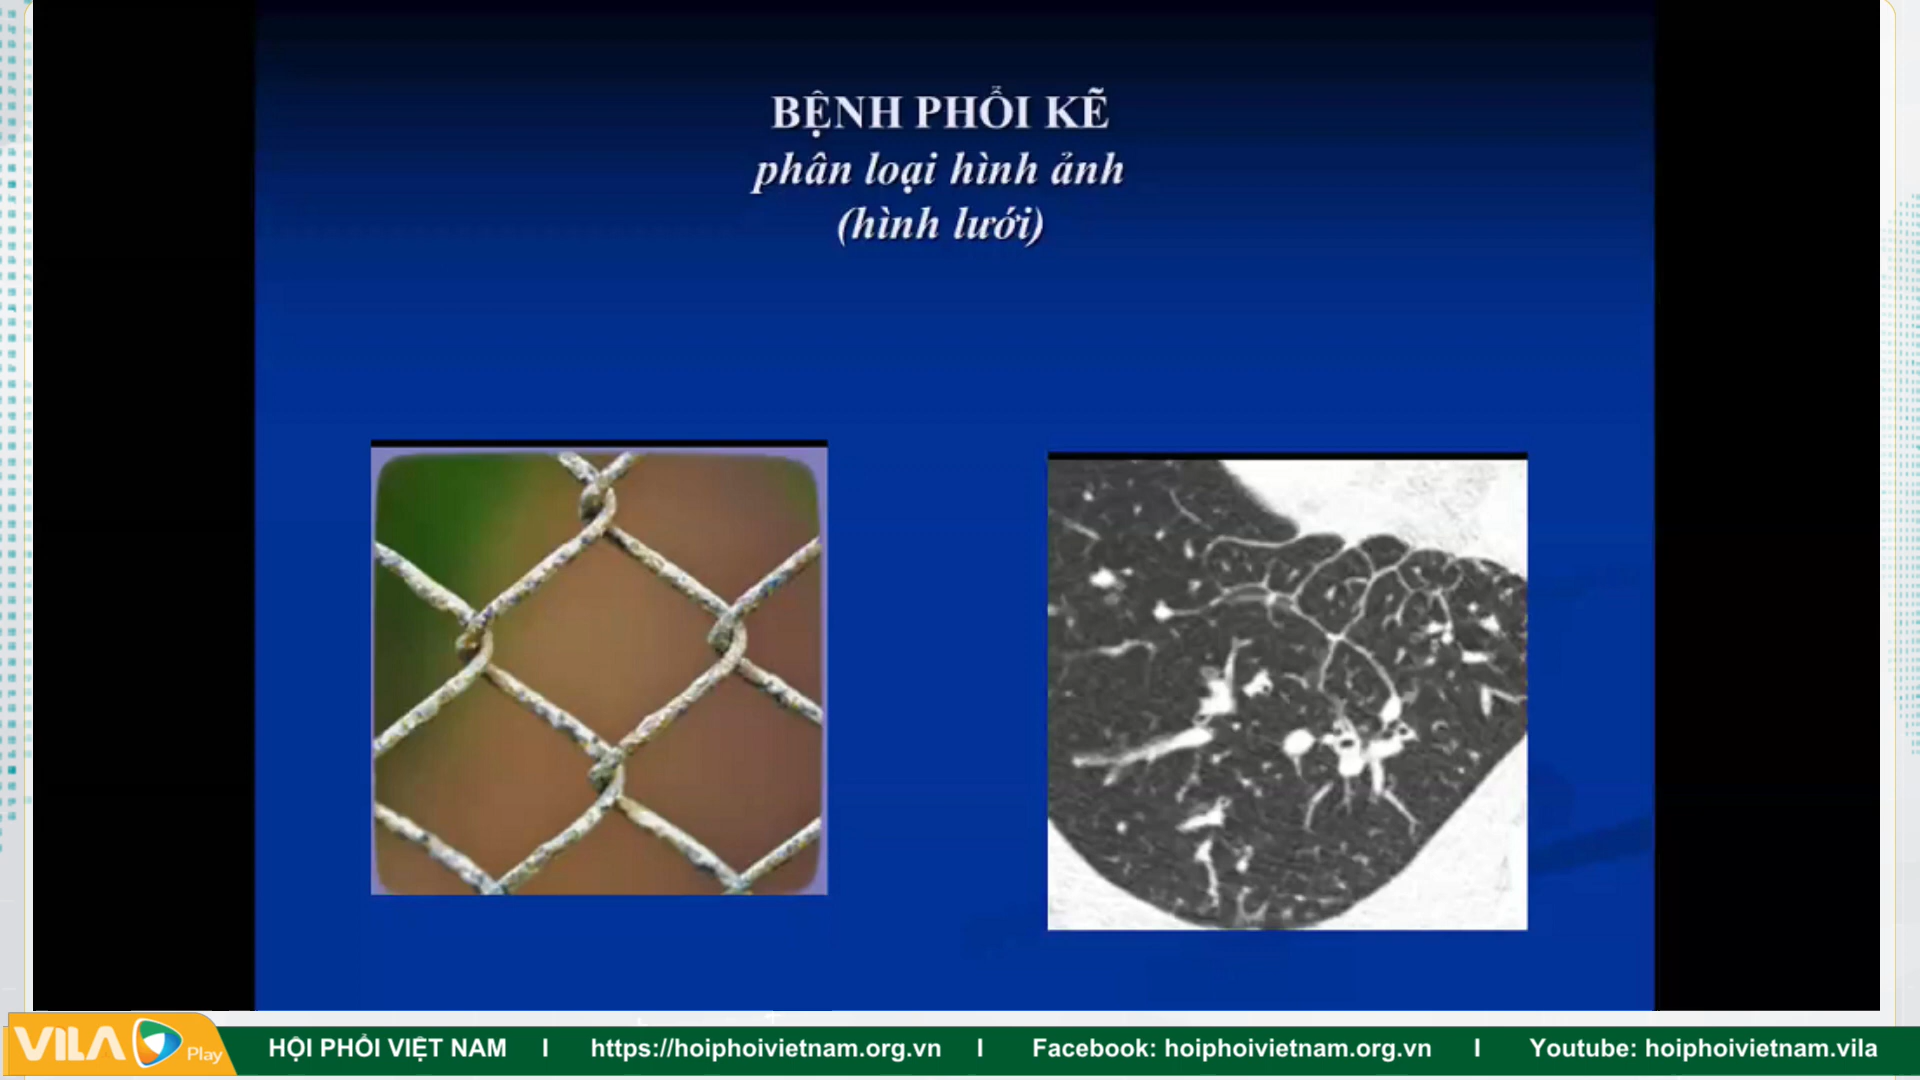 BỆNH PHỔI KẼ
phân loại hình ảnh
(hình lưới)
VILA Play
HỘI PHỔI VIỆT NAM I https://hoiphoivietnam.org.vn I Facebook: hoiphoivietnam.org.vn I Youtube: hoiphoivietnam.vila